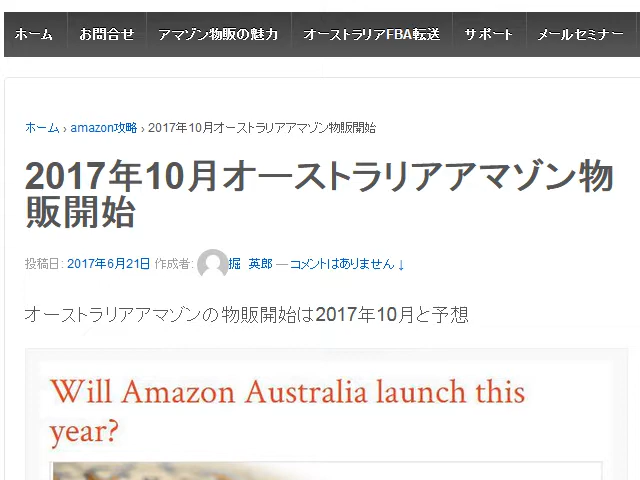 ホーム お問合せ アマゾン物販の魅力 オーストラリアFBA転送 サポート メールセミナー
ホーム › amazon攻略 › 2017年10月オーストラリアアマゾン物販開始
2017年10月オーストラリアアマゾン物
販開始
投稿日: 2017年6月21日 作成者: 掘 英郎 — コメントはありません ↓
オーストラリアアマゾンの物販開始は2017年10月と予想
Will Amazon Australia launch this
year?